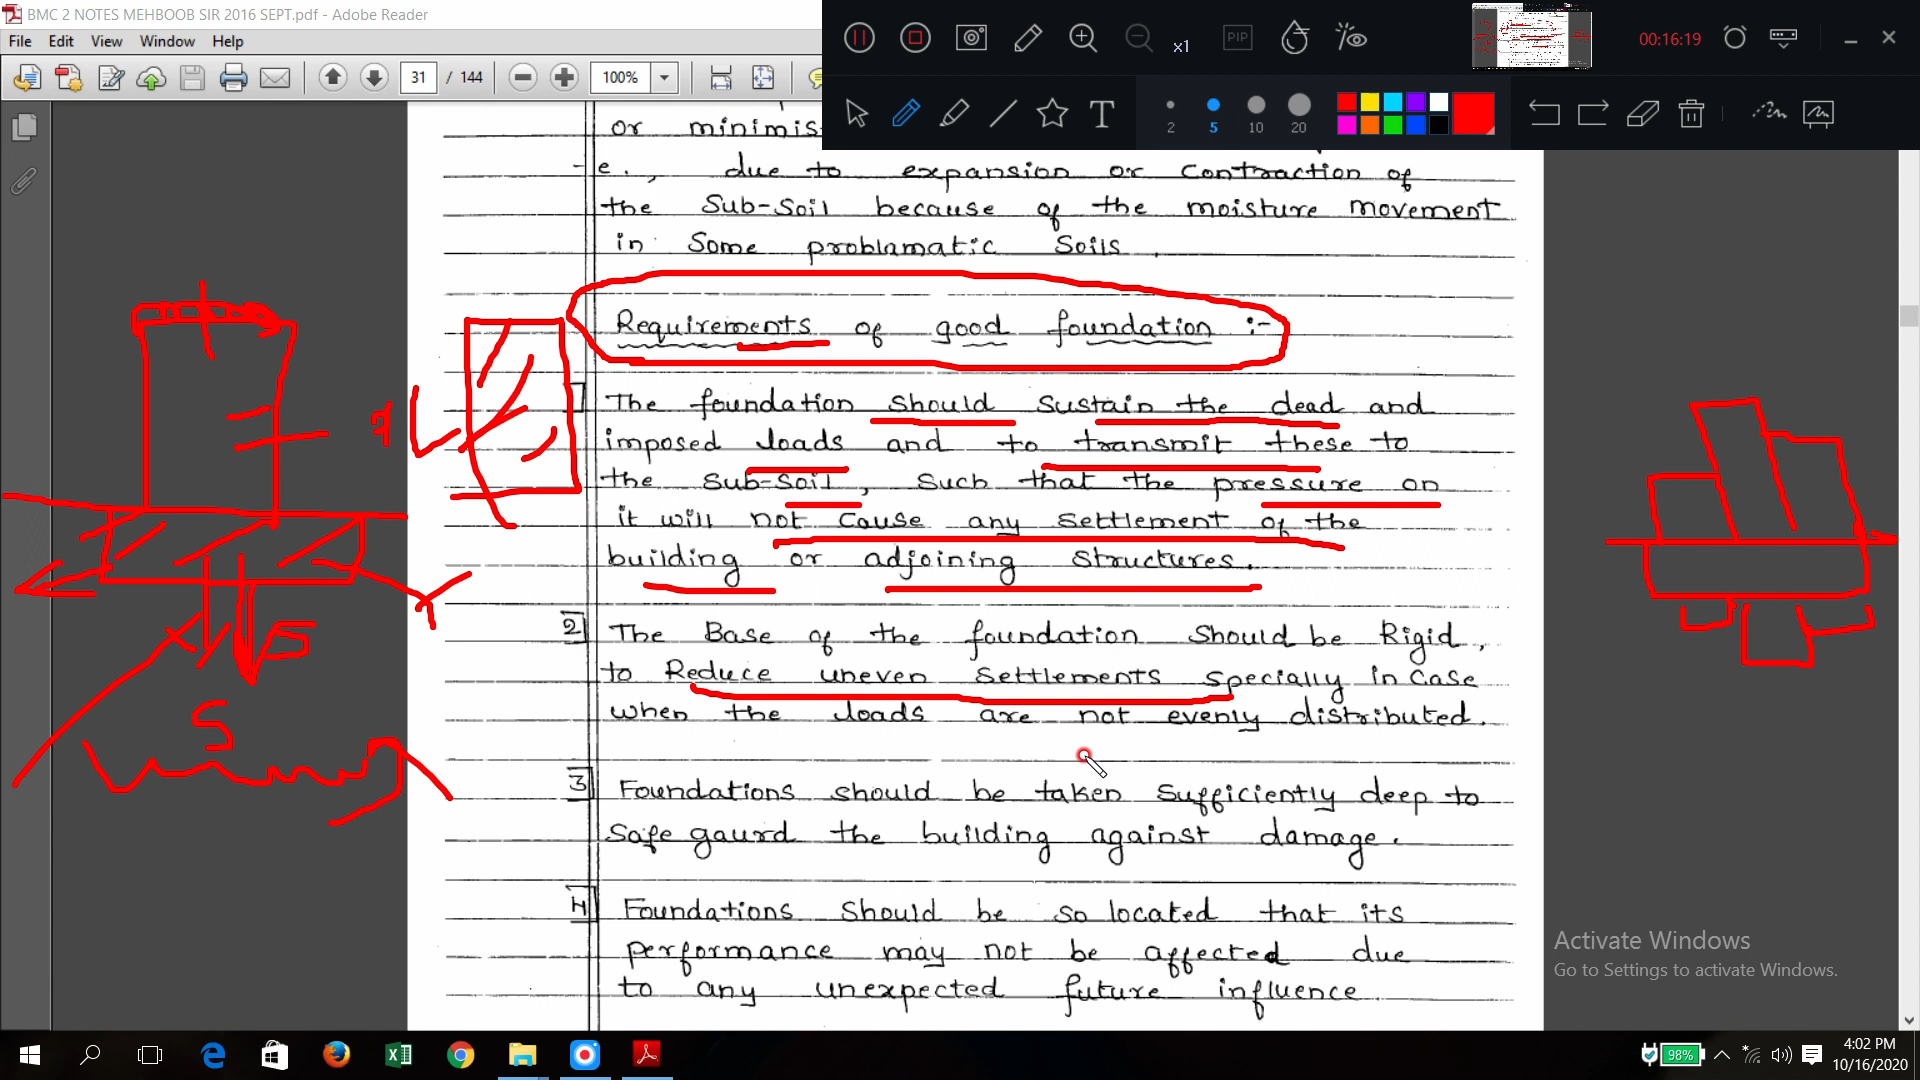 BMC 2 NOTES MEHBOOB SIR 2016 SEPT.pdf - Adobe Reader
File Edit View Window Help
31 / 144 100%
x1 PIP 00:16:19
T 2 5 10 20
or minimis
e., due to expansion or contraction of
the Sub-Soil because of the moisture movement
in Some problamatic Soils.
Requirements of good foundation :-
The foundation should sustain the dead and
imposed loads and to transmit these to
the Sub-Soil, such that the pressure on
it will not cause any settlement of the
building or adjoining structures.
2] The Base of the foundation should be Rigid,
to Reduce uneven settlements specially in case
when the loads are not evenly distributed.
3] Foundations should be taken sufficiently deep to
safe gaurd the building against damage.
4] Foundations should be so located that its
performance may not be affected due
to any unexpected future influence
S
S
Activate Windows
Go to Settings to activate Windows.
98%
4:02 PM
10/16/2020